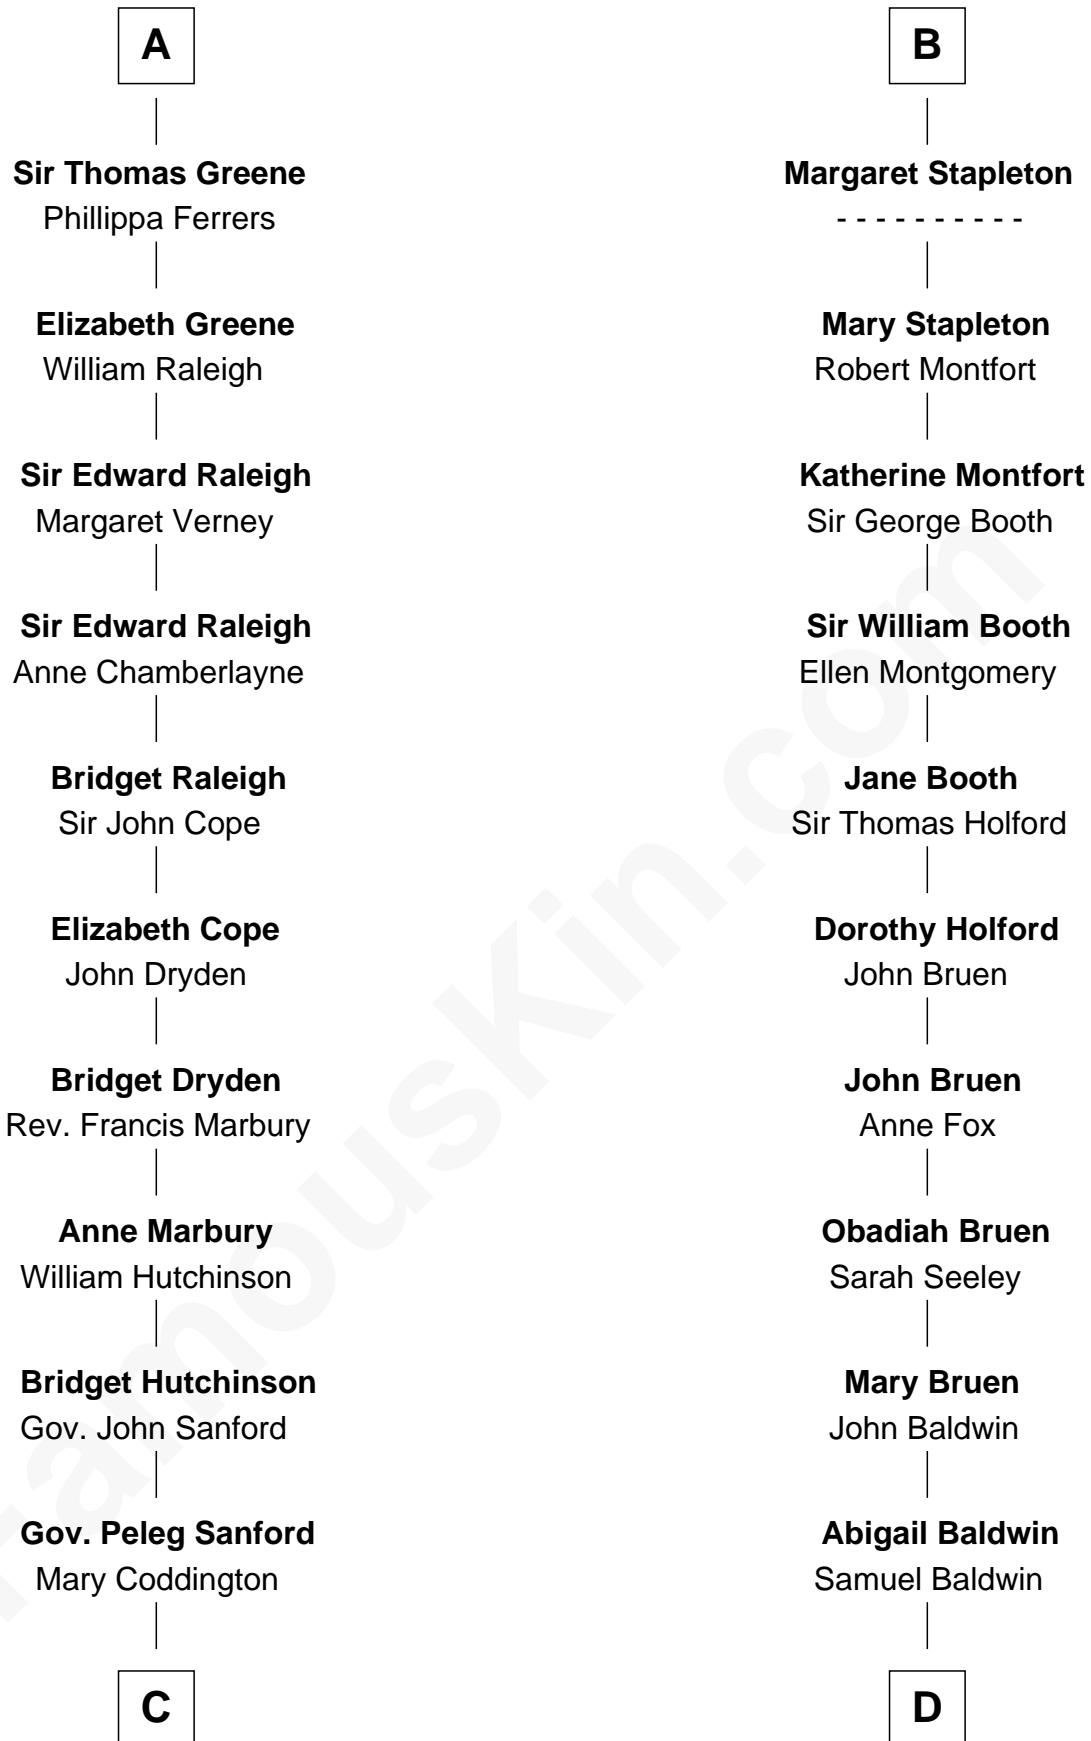 A
Sir Thomas Greene
Phillippa Ferrers
Elizabeth Greene
William Raleigh
Sir Edward Raleigh
Margaret Verney
Sir Edward Raleigh
Anne Chamberlayne
Bridget Raleigh
Sir John Cope
Elizabeth Cope
John Dryden
Bridget Dryden
Rev. Francis Marbury
Anne Marbury
William Hutchinson
Bridget Hutchinson
Gov. John Sanford
Gov. Peleg Sanford
Mary Coddington
C
B
Margaret Stapleton
- - - - - - - - - -
Mary Stapleton
Robert Montfort
Katherine Montfort
Sir George Booth
Sir William Booth
Ellen Montgomery
Jane Booth
Sir Thomas Holford
Dorothy Holford
John Bruen
John Bruen
Anne Fox
Obadiah Bruen
Sarah Seeley
Mary Bruen
John Baldwin
Abigail Baldwin
Samuel Baldwin
D
FamousKin.com